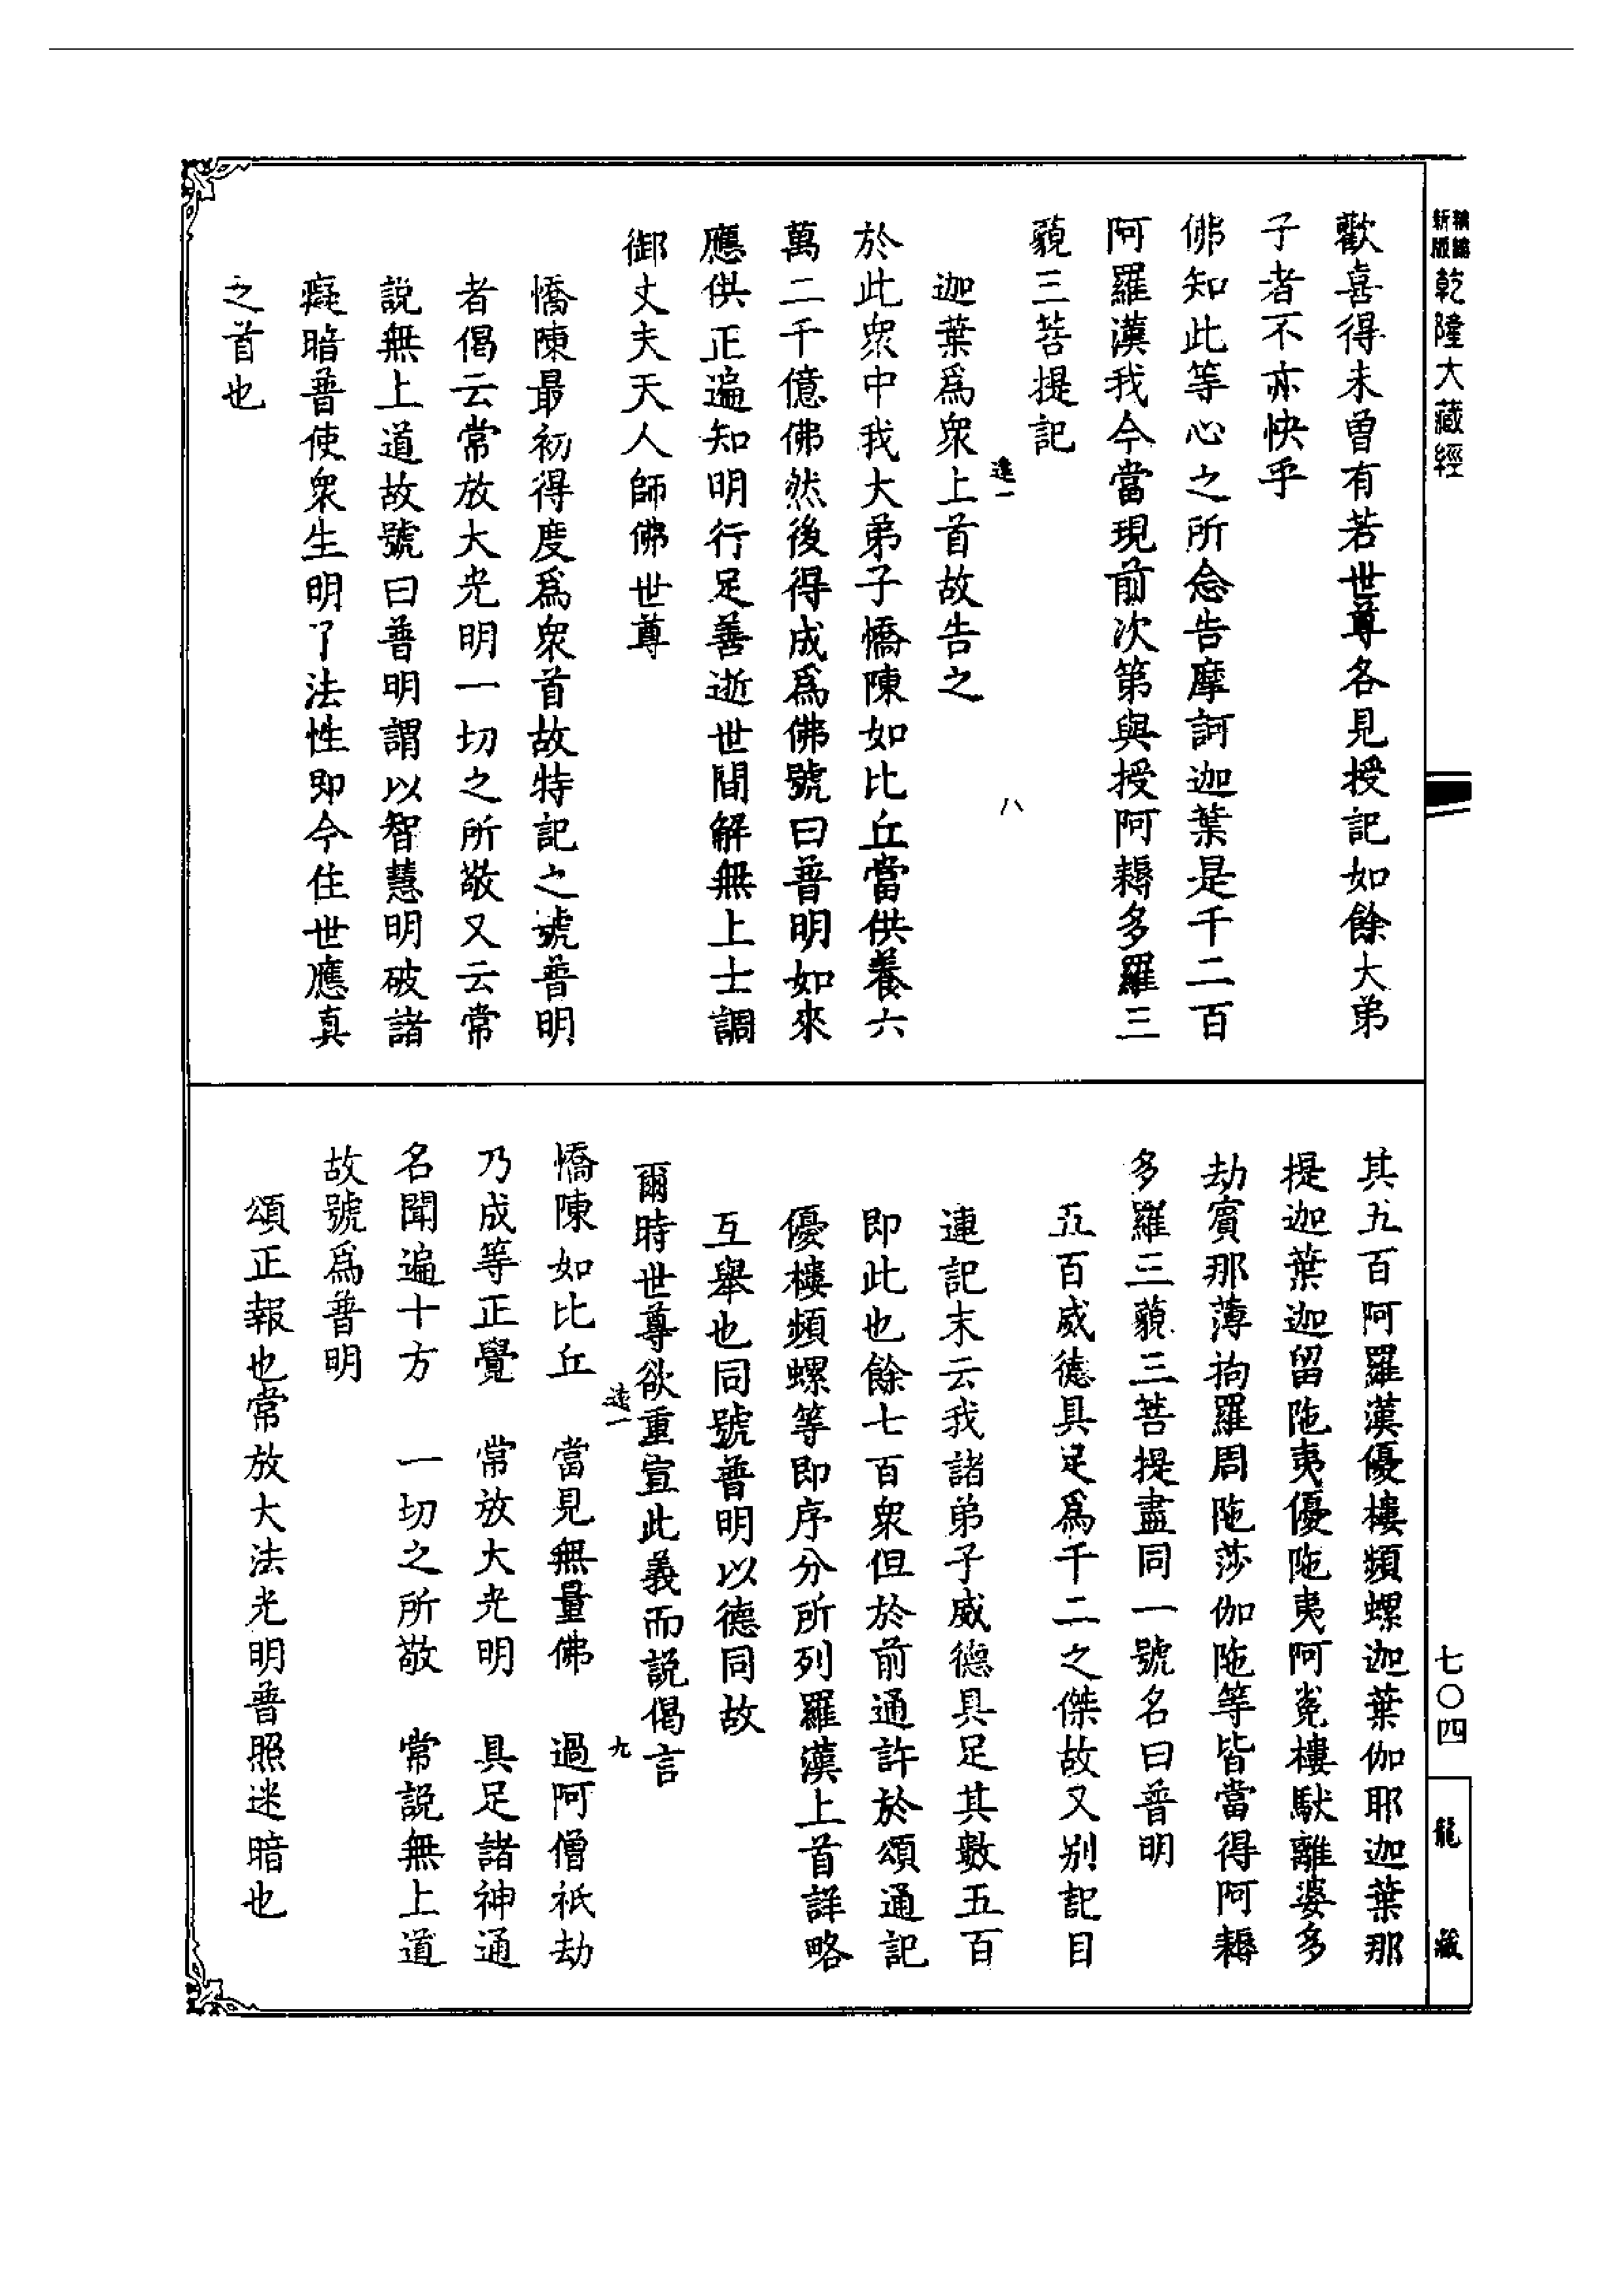 新版
精縮
乾隆大藏經
七〇四
龍藏
歡喜得未曾有若世尊各見授記如餘大弟
子者不亦快乎
佛知此等心之所念告摩訶迦葉是千二百
阿羅漢我今當現前次第與授阿耨多羅三
藐三菩提記
八
迦葉爲衆上首故告之
於此衆中我大弟子憍陳如比丘當供養六
萬二千億佛然後得成爲佛號曰普明如來
應供正遍知明行足善逝世間解無上士調
御丈夫天人師佛世尊
憍陳最初得度爲衆首故特記之號普明
者偈云常放大光明一切之所敬又云常
説無上道故號曰普明謂以智慧明破諸
癡暗普使衆生明了法性即今住世應真
之首也
其五百阿羅漢優樓頻螺迦葉伽耶迦葉那
提迦葉迦留陁夷優陁夷阿㝹樓馱離婆多
劫賓那薄拘羅周陁莎伽陁等皆當得阿耨
多羅三藐三菩提盡同一號名曰普明
五百威德具足爲千二之傑故又别記目
連記末云我諸弟子威德具足其數五百
即此也餘七百衆但於前通許於頌通記
優樓頻螺等即序分所列羅漢上首詳略
互舉也同號普明以德同故
爾時世尊欲重宣此義而説偈言
九
憍陳如比丘　當見無量佛　過阿僧祇劫
乃成等正覺　常放大光明　具足諸神通
名聞遍十方　一切之所敬　常説無上道
故號爲普明
頌正報也常放大法光明普照迷暗也